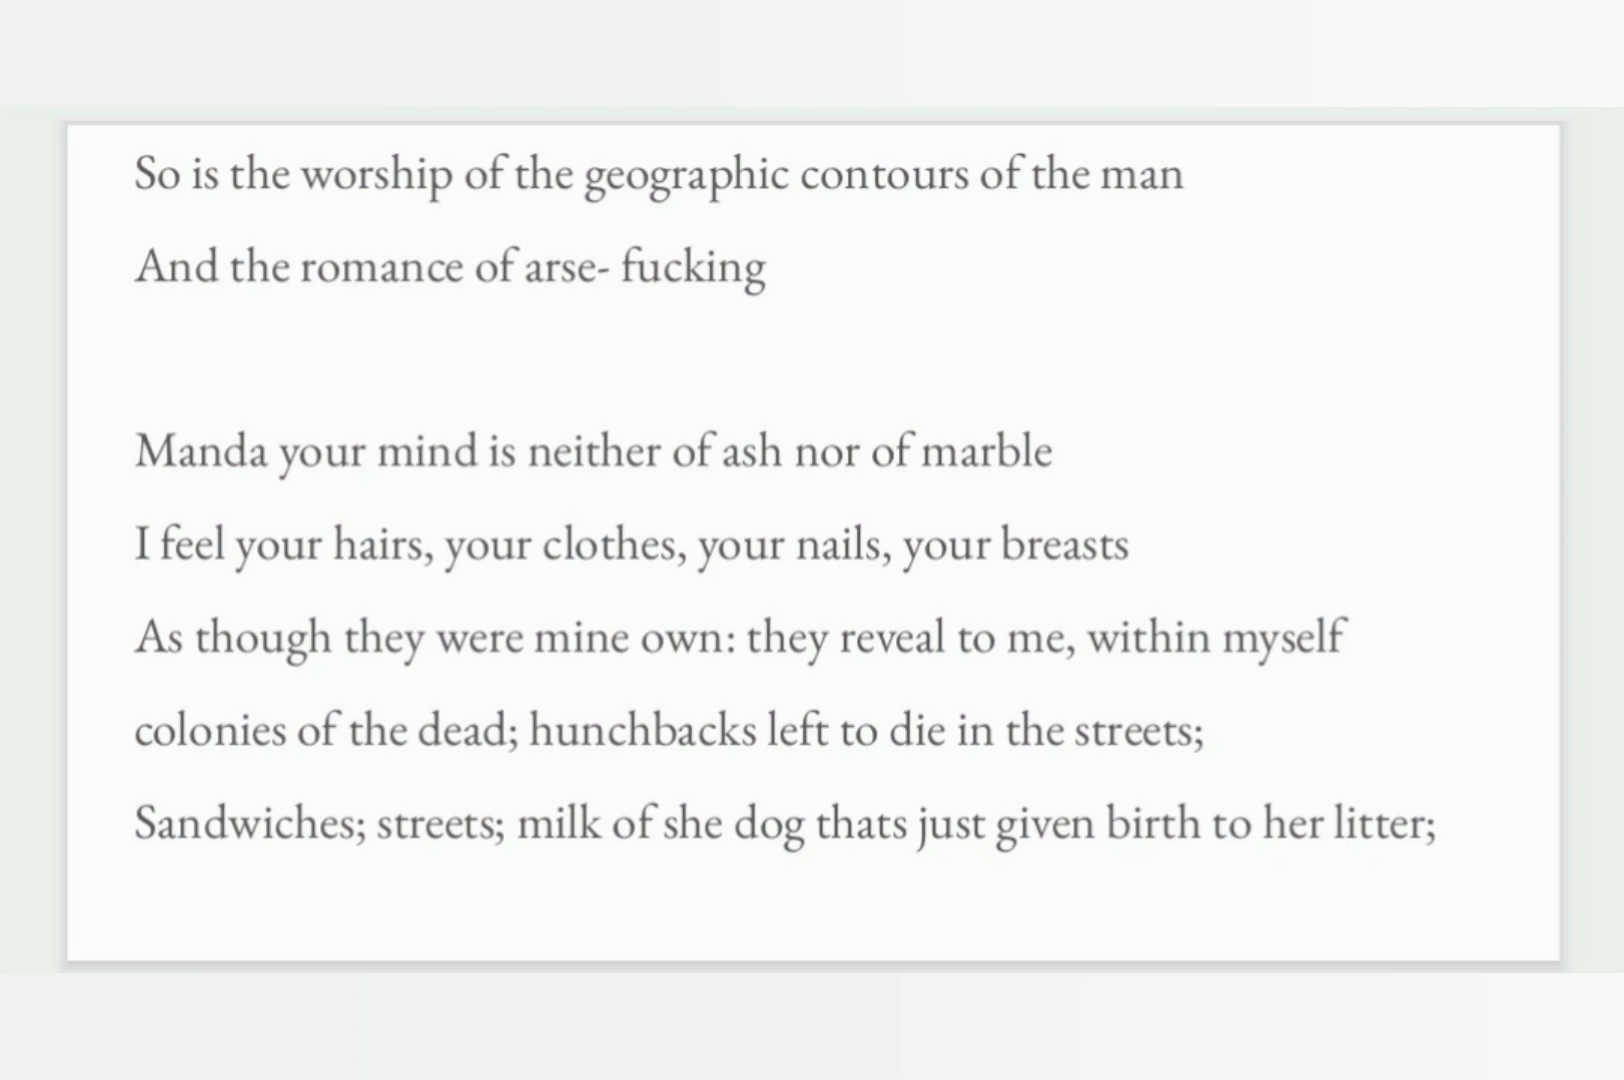 So is the worship of the geographic contours of the man
And the romance of arse- fucking
Manda your mind is neither of ash nor of marble
I feel your hairs, your clothes, your nails, your breasts
As though they were mine own: they reveal to me, within myself
colonies of the dead; hunchbacks left to die in the streets;
Sandwiches; streets; milk of she dog thats just given birth to her litter;